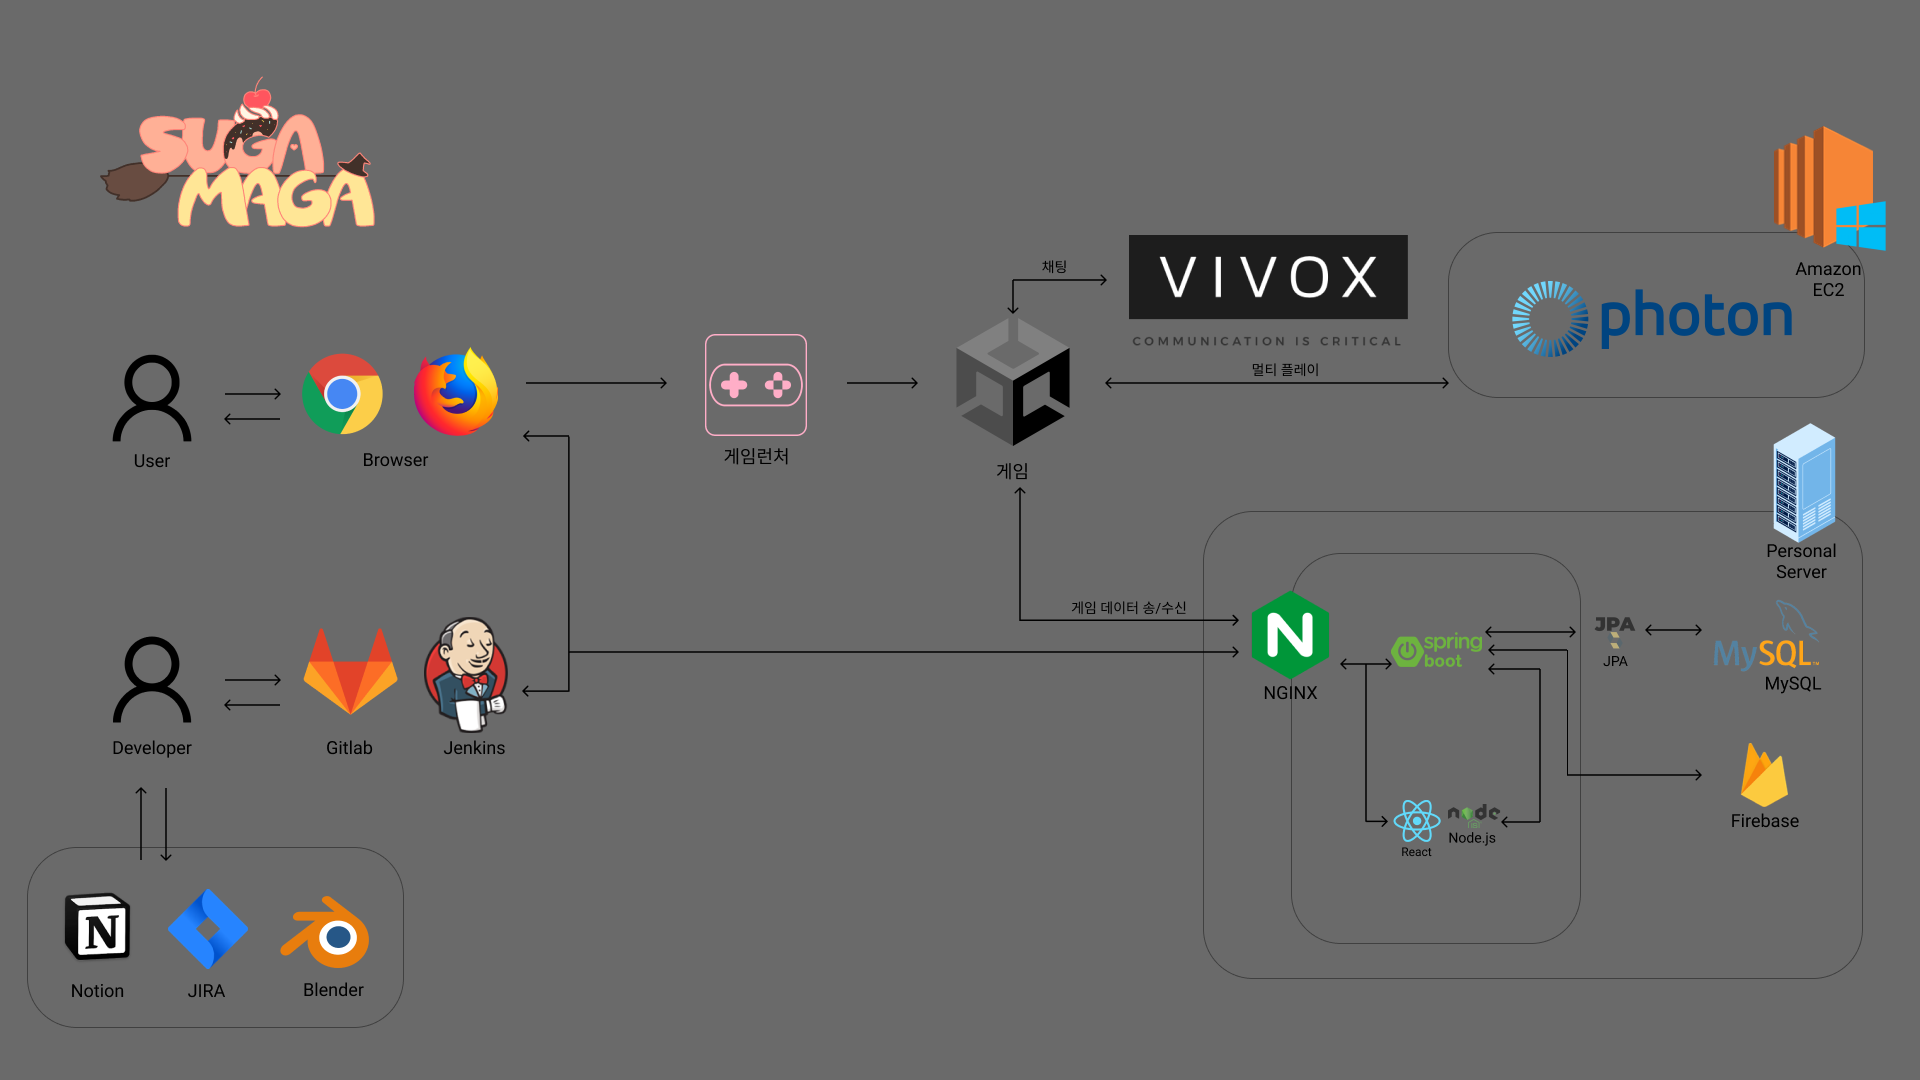 SUGA
MAGA
Amazon
EC2
채팅
VIVOX
COMMUNICATION IS CRITICAL
photon
멀티 플레이
User
Browser
게임런처
게임
Personal
Server
게임 데이터 송/수신
N
NGINX
spring
boot
JPA
JPA
MySQL
MySQL
Developer
Gitlab
Jenkins
node
Node.js
React
Firebase
N
Notion
JIRA
Blender